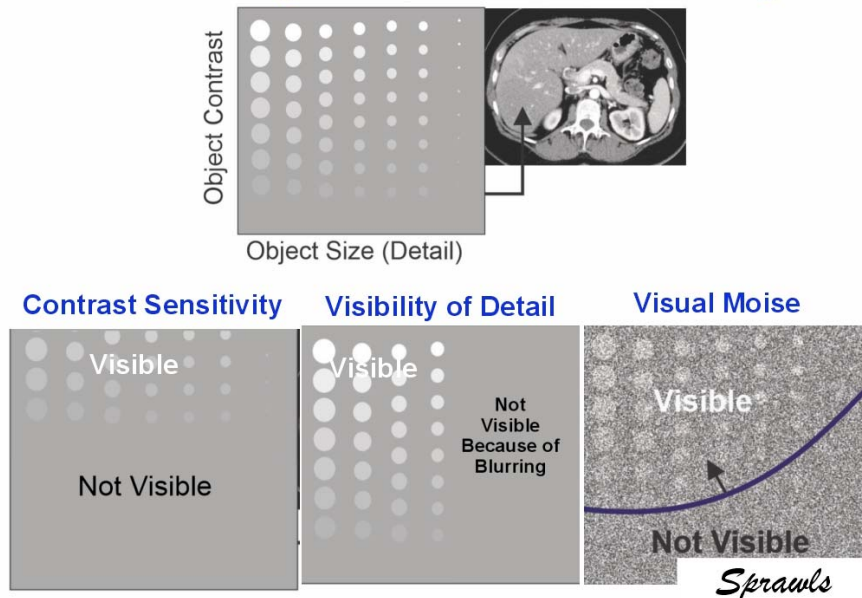 Object Contrast
Object Size (Detail)
Contrast Sensitivity
Visible
Not Visible
Visibility of Detail
Visible
Not
Visible
Because of
Blurring
Visual Moise
Visible
Not Visible
Sprawls